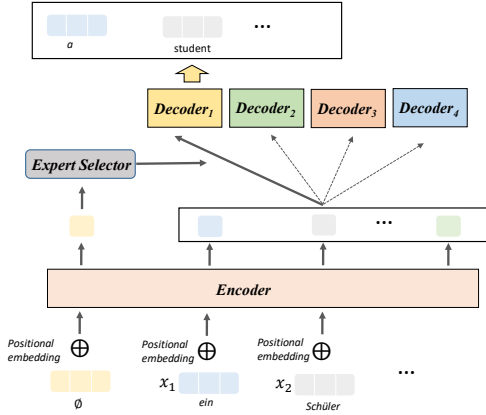 a
student
...
Decoder₁ Decoder₂ Decoder₃ Decoder₄
Expert Selector
...
Encoder
Positional embedding
Positional embedding
Positional embedding
x₁
x₂
...
∅
ein
Schüler